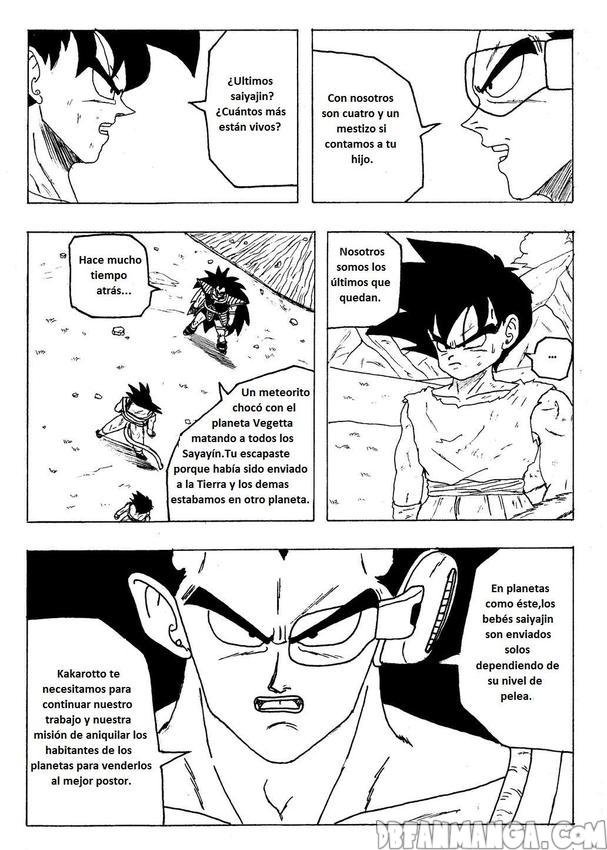 ¿Ultimos
saiyajin?
¿Cuántos más
están vivos?
Con nosotros
son cuatro y un
mestizo si
contamos a tu
hijo.
Hace mucho
tiempo
atrás...
Un meteorito
chocó con el
planeta Vegetta
matando a todos los
Sayayín.Tu escapaste
porque había sido enviado
a la Tierra y los demas
estabamos en otro planeta.
Nosotros
somos los
últimos que
quedan.
...
En planetas
como éste,los
bebés saiyajin
son enviados
solos
dependiendo de
su nivel de
pelea.
Kakarotto te
necesitamos para
continuar nuestro
trabajo y nuestra
misión de aniquilar los
habitantes de los
planetas para venderlos
al mejor postor.
DBFANMANGA.COM